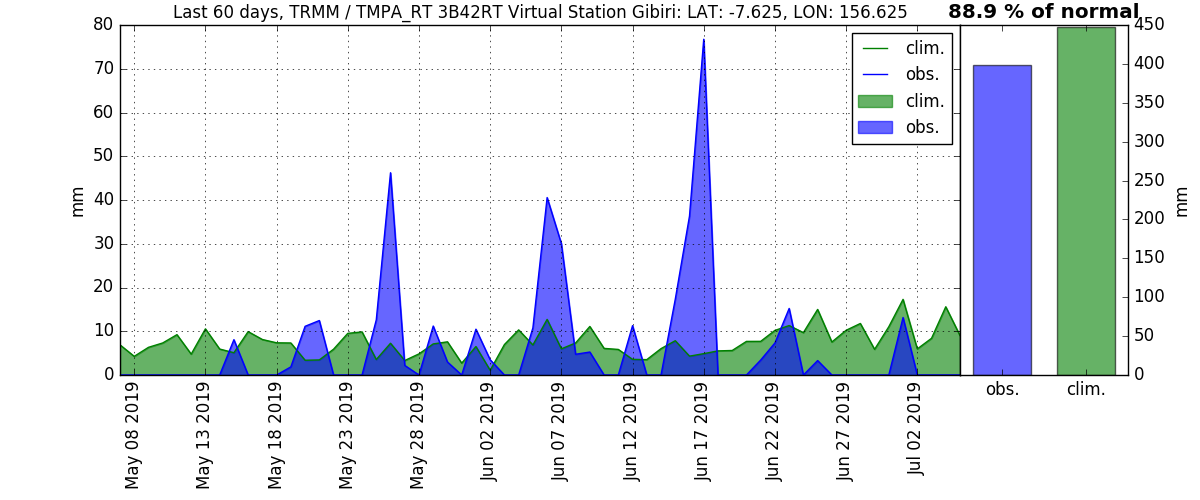 Last 60 days, TRMM / TMPA_RT 3B42RT Virtual Station Gibiri: LAT: -7.625, LON: 156.625
88.9 % of normal
80
70
60
50
40
30
20
10
0
mm
clim.
obs.
clim.
obs.
450
400
350
300
250
200
150
100
50
0
mm
obs.
clim.
May 08 2019
May 13 2019
May 18 2019
May 23 2019
May 28 2019
Jun 02 2019
Jun 07 2019
Jun 12 2019
Jun 17 2019
Jun 22 2019
Jun 27 2019
Jul 02 2019